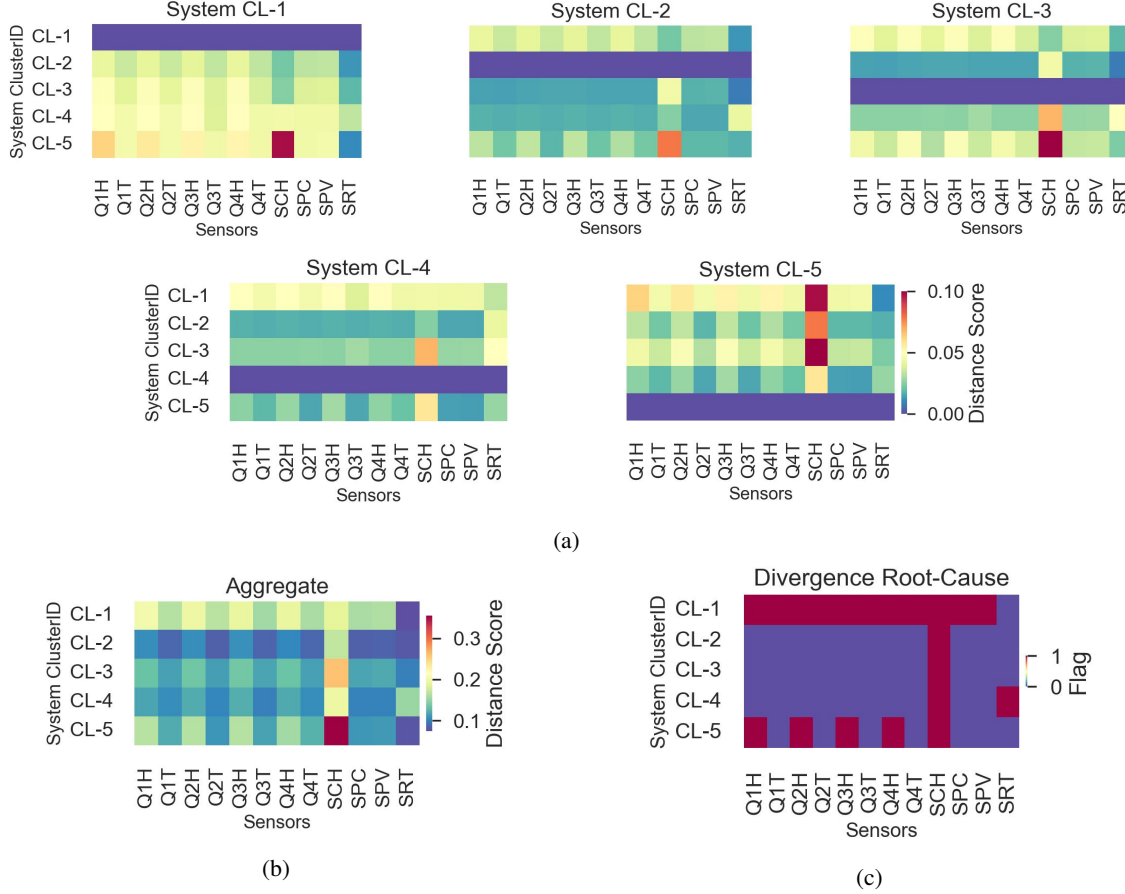 System CL-1
System CL-2
System CL-3
System ClusterID
CL-1
CL-2
CL-3
CL-4
CL-5
Q1H Q1T Q2H Q2T Q3H Q3T Q4H Q4T SCH SPC SPV SRT
Q1H Q1T Q2H Q2T Q3H Q3T Q4H Q4T SCH SPC SPV SRT
Q1H Q1T Q2H Q2T Q3H Q3T Q4H Q4T SCH SPC SPV SRT
Sensors
Sensors
Sensors
System CL-4
System CL-5
System ClusterID
CL-1
CL-2
CL-3
CL-4
CL-5
0.10
0.05
0.00
Distance Score
Q1H Q1T Q2H Q2T Q3H Q3T Q4H Q4T SCH SPC SPV SRT
Q1H Q1T Q2H Q2T Q3H Q3T Q4H Q4T SCH SPC SPV SRT
Sensors
Sensors
(a)
Aggregate
System ClusterID
CL-1
CL-2
CL-3
CL-4
CL-5
0.3
0.2
0.1
Distance Score
Q1H Q1T Q2H Q2T Q3H Q3T Q4H Q4T SCH SPC SPV SRT
Sensors
(b)
Divergence Root-Cause
System ClusterID
CL-1
CL-2
CL-3
CL-4
CL-5
1
0
Flag
Q1H Q1T Q2H Q2T Q3H Q3T Q4H Q4T SCH SPC SPV SRT
Sensors
(c)